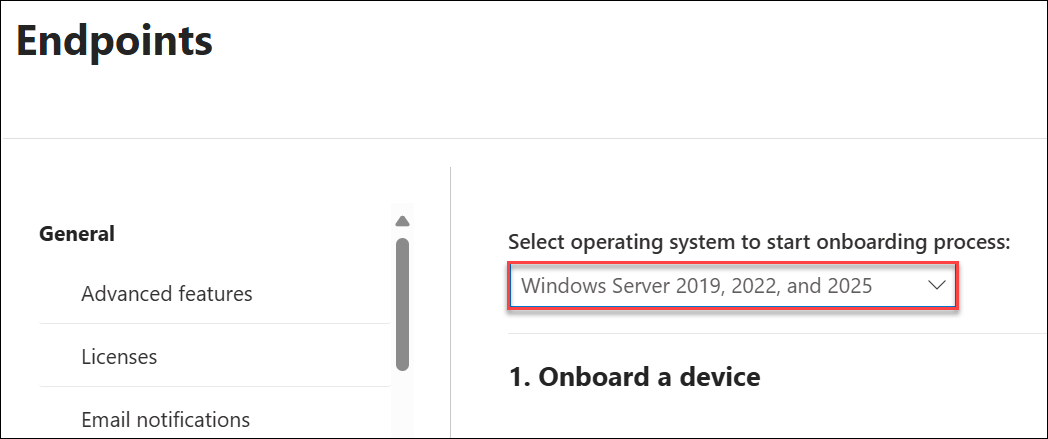 Endpoints
General
Advanced features
Licenses
Email notifications
Select operating system to start onboarding process:
Windows Server 2019, 2022, and 2025
1. Onboard a device